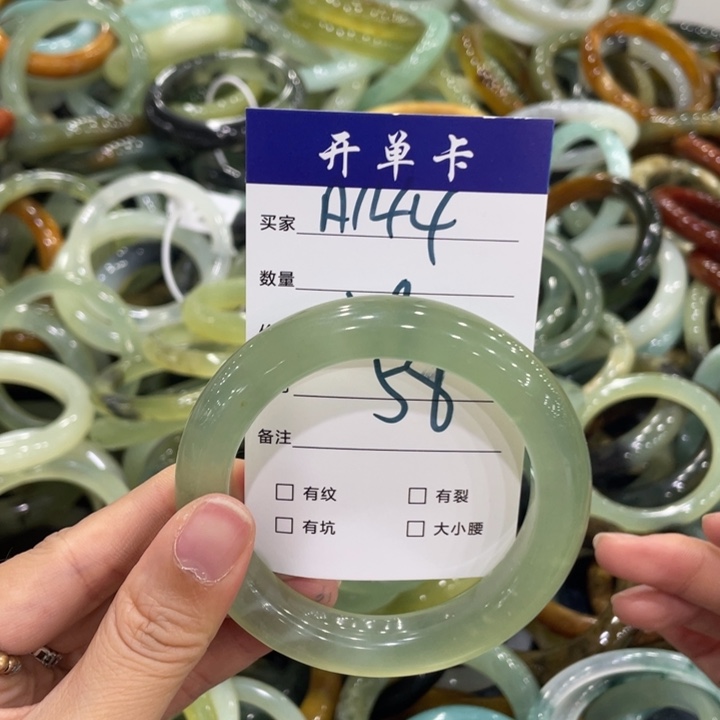 开单卡
买家 A144
数量
58
备注
□ 有纹 □ 有裂
□ 有坑 □ 大小腰